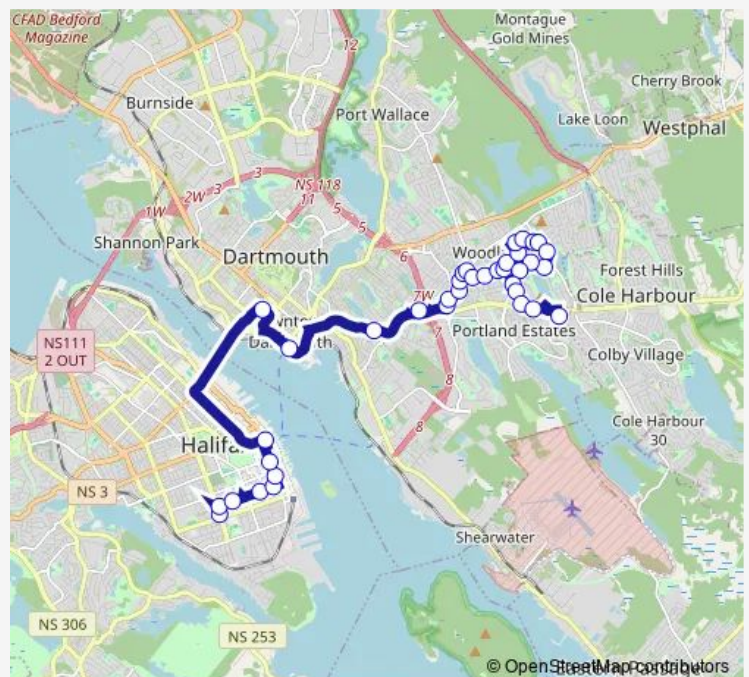 CFAD Bedford
Magazine
Montague
Gold Mines
12
Cherry Brook
Burnside
Port Wallace
Lake Loon
Westphal
3
NS 118
2W
3
11
5
1W
5
Shannon Park
Dartmouth
6
Forest Hills
Cole Harbour
7W
NS111
2 OUT
Portland Estates
7
Colby Village
8
Cole Harbour
30
8
NS 3
Shearwater
NS 306
NS 253
© OpenStreetMap contributors